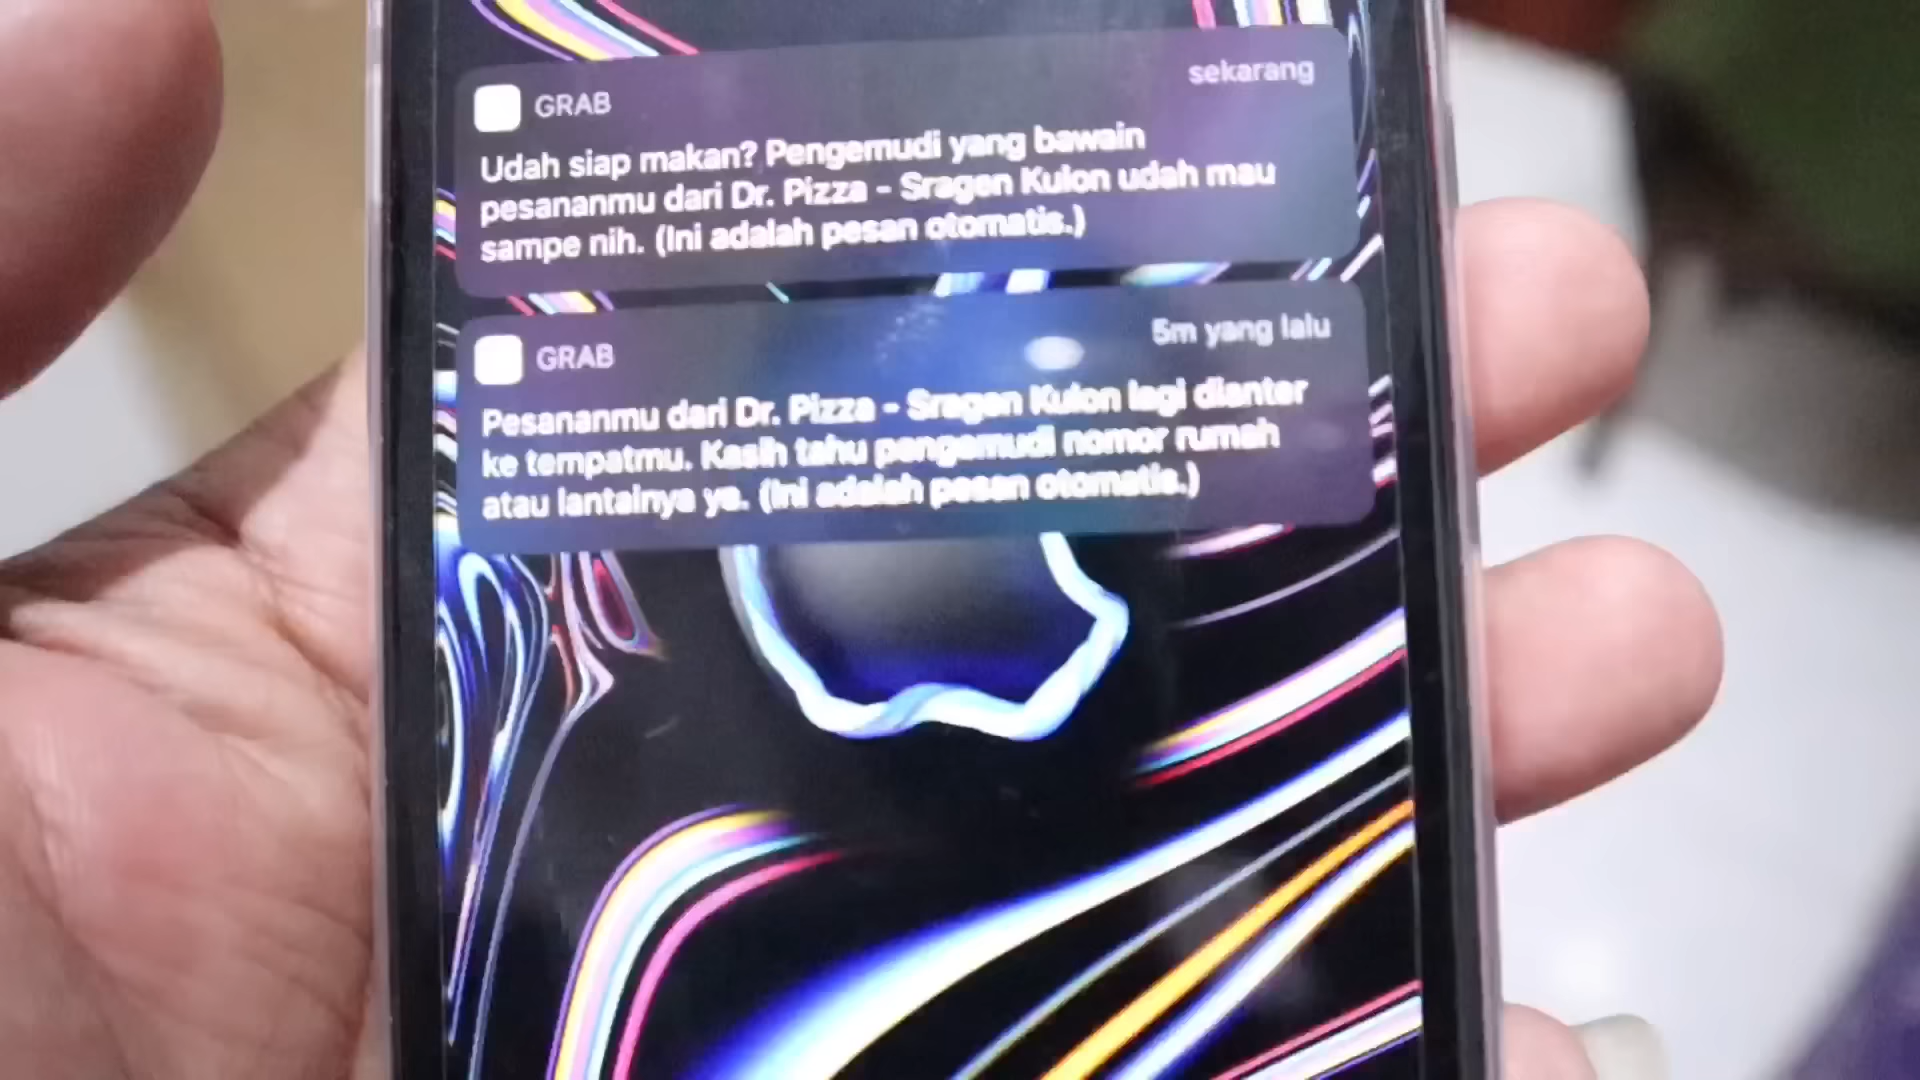 GRAB
sekarang
Udah siap makan? Pengemudi yang bawain
pesananmu dari Dr. Pizza - Sragen Kulon udah mau
sampe nih. (Ini adalah pesan otomatis.)
GRAB
5m yang lalu
Pesananmu dari Dr. Pizza - Sragen Kulon lagi dianter
ke tempatmu. Kasih tahu pengemudi nomor rumah
atau lantainya ya. (Ini adalah pesan otomatis.)